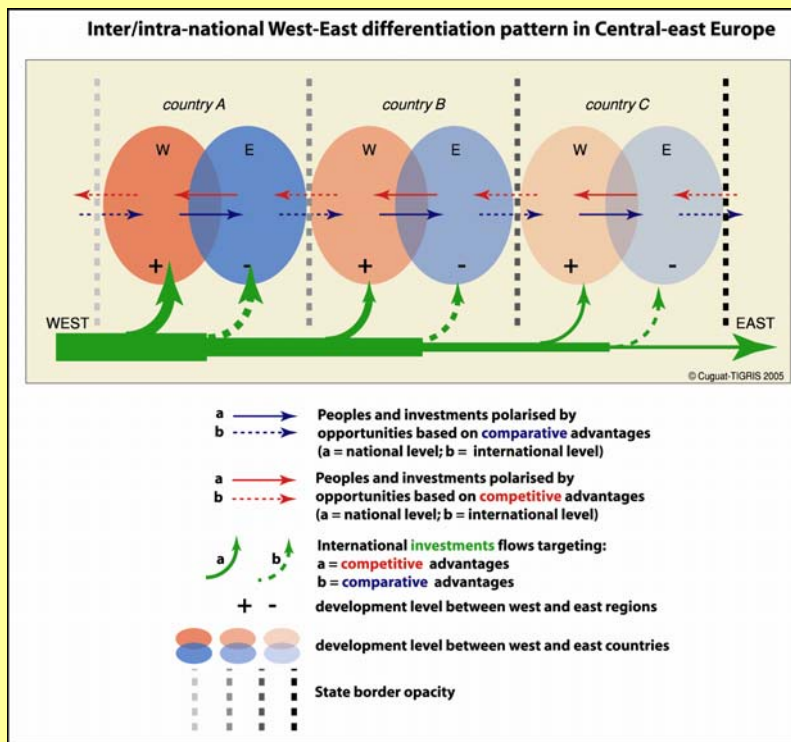 Inter/intra-national West-East differentiation pattern in Central-east Europe
country A
country B
country C
W
E
W
E
W
E
+
-
+
-
+
-
WEST
EAST
© Cuguat-TIGRIS 2005
a
b
Peoples and investments polarised by
opportunities based on comparative advantages
(a = national level; b = international level)
a
b
Peoples and investments polarised by
opportunities based on competitive advantages
(a = national level; b = international level)
a
b
International investments flows targeting:
a = competitive advantages
b = comparative advantages
+ -
development level between west and east regions
development level between west and east countries
State border opacity